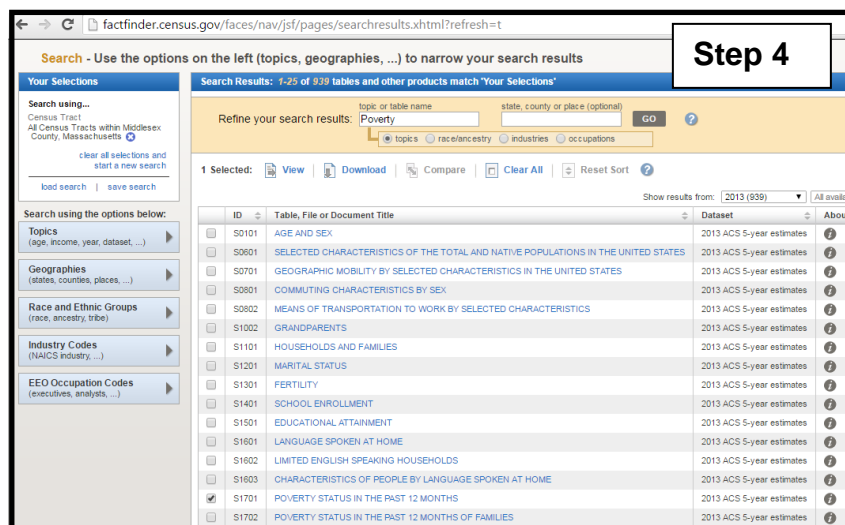 factfinder.census.gov/faces/nav/jsf/pages/searchresults.xhtml?refresh=t
Step 4
Search - Use the options on the left (topics, geographies, ...) to narrow your search results
Your Selections
Search using...
Census Tract
All Census Tracts within Middlesex
County, Massachusetts
clear all selections and
start a new search
load search | save search
Search using the options below:
Topics
(age, income, year, dataset, ...)
Geographies
(states, counties, places, ...)
Race and Ethnic Groups
(race, ancestry, tribe)
Industry Codes
(NAICS industry, ...)
EEO Occupation Codes
(executives, analysts, ...)
Search Results: 1-25 of 939 tables and other products match 'Your Selections'
topic or table name state, county or place (optional)
Refine your search results: Poverty GO ?
topics race/ancestry industries occupations
1 Selected: View | Download | Compare | Clear All | Reset Sort ?
Show results from: 2013 (939) All availa
ID Table, File or Document Title Dataset Abou
S0101 AGE AND SEX 2013 ACS 5-year estimates i
S0601 SELECTED CHARACTERISTICS OF THE TOTAL AND NATIVE POPULATIONS IN THE UNITED STATES 2013 ACS 5-year estimates i
S0701 GEOGRAPHIC MOBILITY BY SELECTED CHARACTERISTICS IN THE UNITED STATES 2013 ACS 5-year estimates i
S0801 COMMUTING CHARACTERISTICS BY SEX 2013 ACS 5-year estimates i
S0802 MEANS OF TRANSPORTATION TO WORK BY SELECTED CHARACTERISTICS 2013 ACS 5-year estimates i
S1002 GRANDPARENTS 2013 ACS 5-year estimates i
S1101 HOUSEHOLDS AND FAMILIES 2013 ACS 5-year estimates i
S1201 MARITAL STATUS 2013 ACS 5-year estimates i
S1301 FERTILITY 2013 ACS 5-year estimates i
S1401 SCHOOL ENROLLMENT 2013 ACS 5-year estimates i
S1501 EDUCATIONAL ATTAINMENT 2013 ACS 5-year estimates i
S1601 LANGUAGE SPOKEN AT HOME 2013 ACS 5-year estimates i
S1602 LIMITED ENGLISH SPEAKING HOUSEHOLDS 2013 ACS 5-year estimates i
S1603 CHARACTERISTICS OF PEOPLE BY LANGUAGE SPOKEN AT HOME 2013 ACS 5-year estimates i
S1701 POVERTY STATUS IN THE PAST 12 MONTHS 2013 ACS 5-year estimates i
S1702 POVERTY STATUS IN THE PAST 12 MONTHS OF FAMILIES 2013 ACS 5-year estimates i